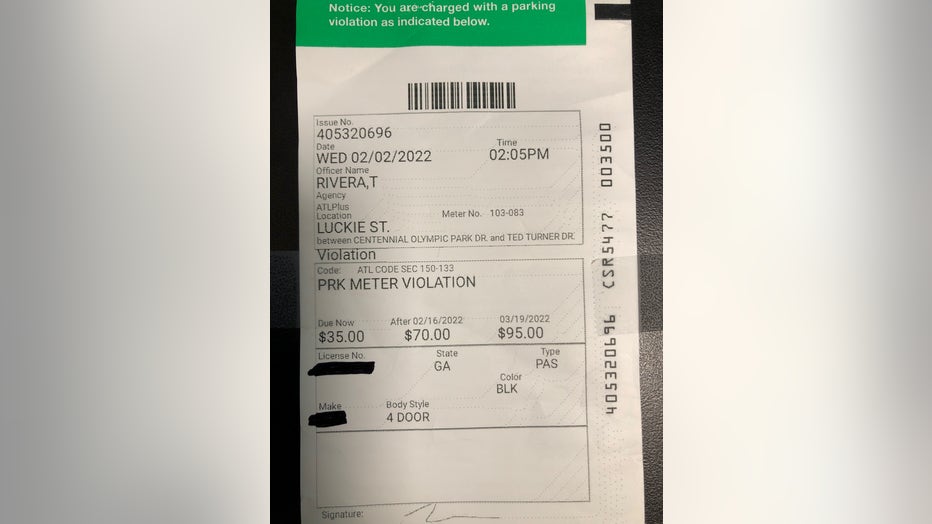 Notice: You are charged with a parking
violation as indicated below.
Issue No.
405320696
Date Time
WED 02/02/2022 02:05PM
Officer Name
RIVERA,T
Agency
ATLPlus
Location Meter No. 103-083
LUCKIE ST.
between CENTENNIAL OLYMPIC PARK DR. and TED TURNER DR.
Violation
Code: ATL CODE SEC 150-133
PRK METER VIOLATION
Due Now After 02/16/2022 03/19/2022
$35.00 $70.00 $95.00
License No. State Type
GA PAS
Color
BLK
Make Body Style
4 DOOR
Signature:
405320696 CSR5477 003500